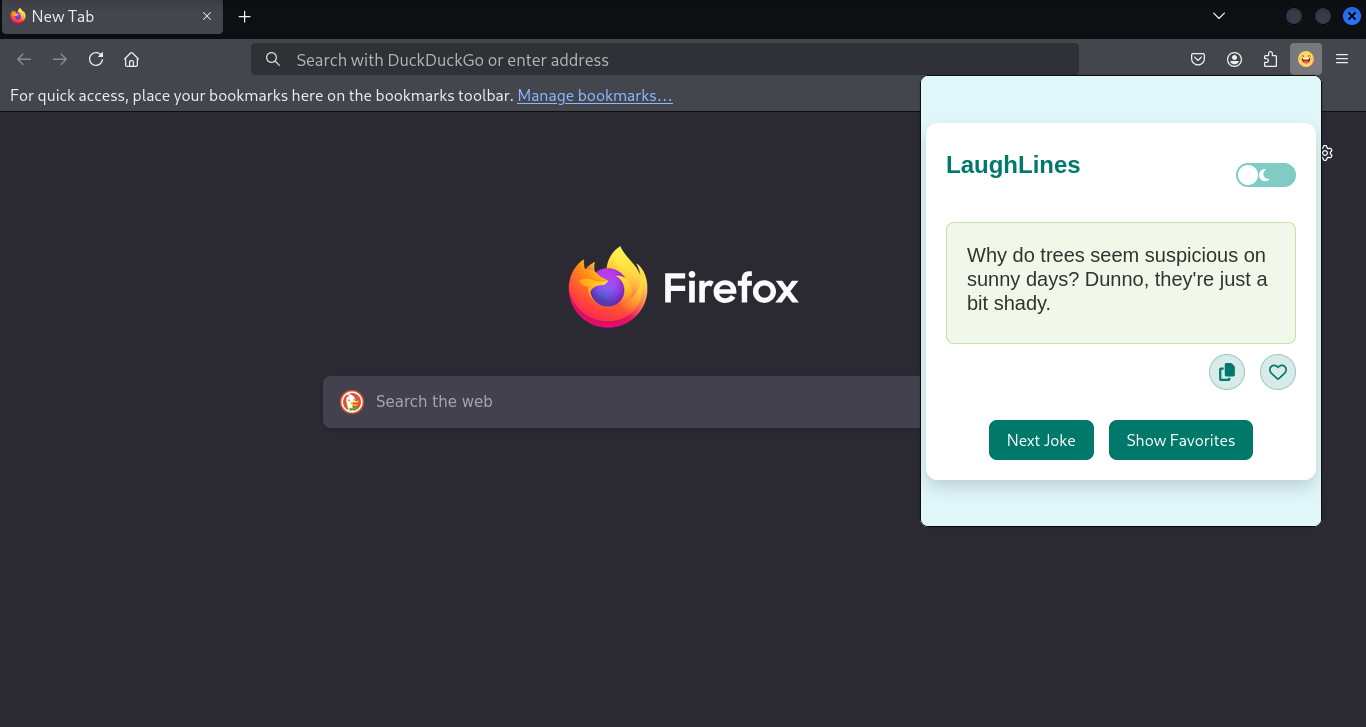 New Tab
Search with DuckDuckGo or enter address
For quick access, place your bookmarks here on the bookmarks toolbar. Manage bookmarks…
LaughLines
Firefox
Why do trees seem suspicious on
sunny days? Dunno, they're just a
bit shady.
Search the web
Next Joke
Show Favorites